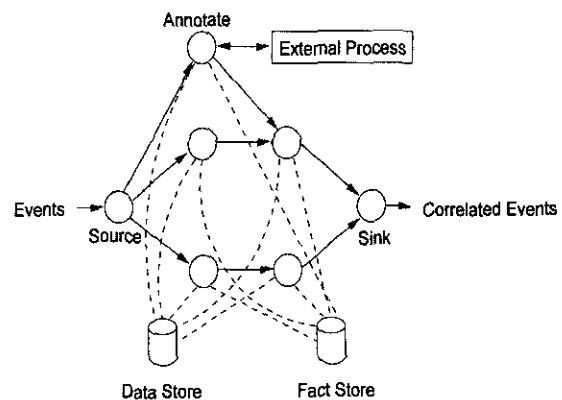 Annotate
External Process
Events
Source
Sink
Correlated Events
Data Store
Fact Store